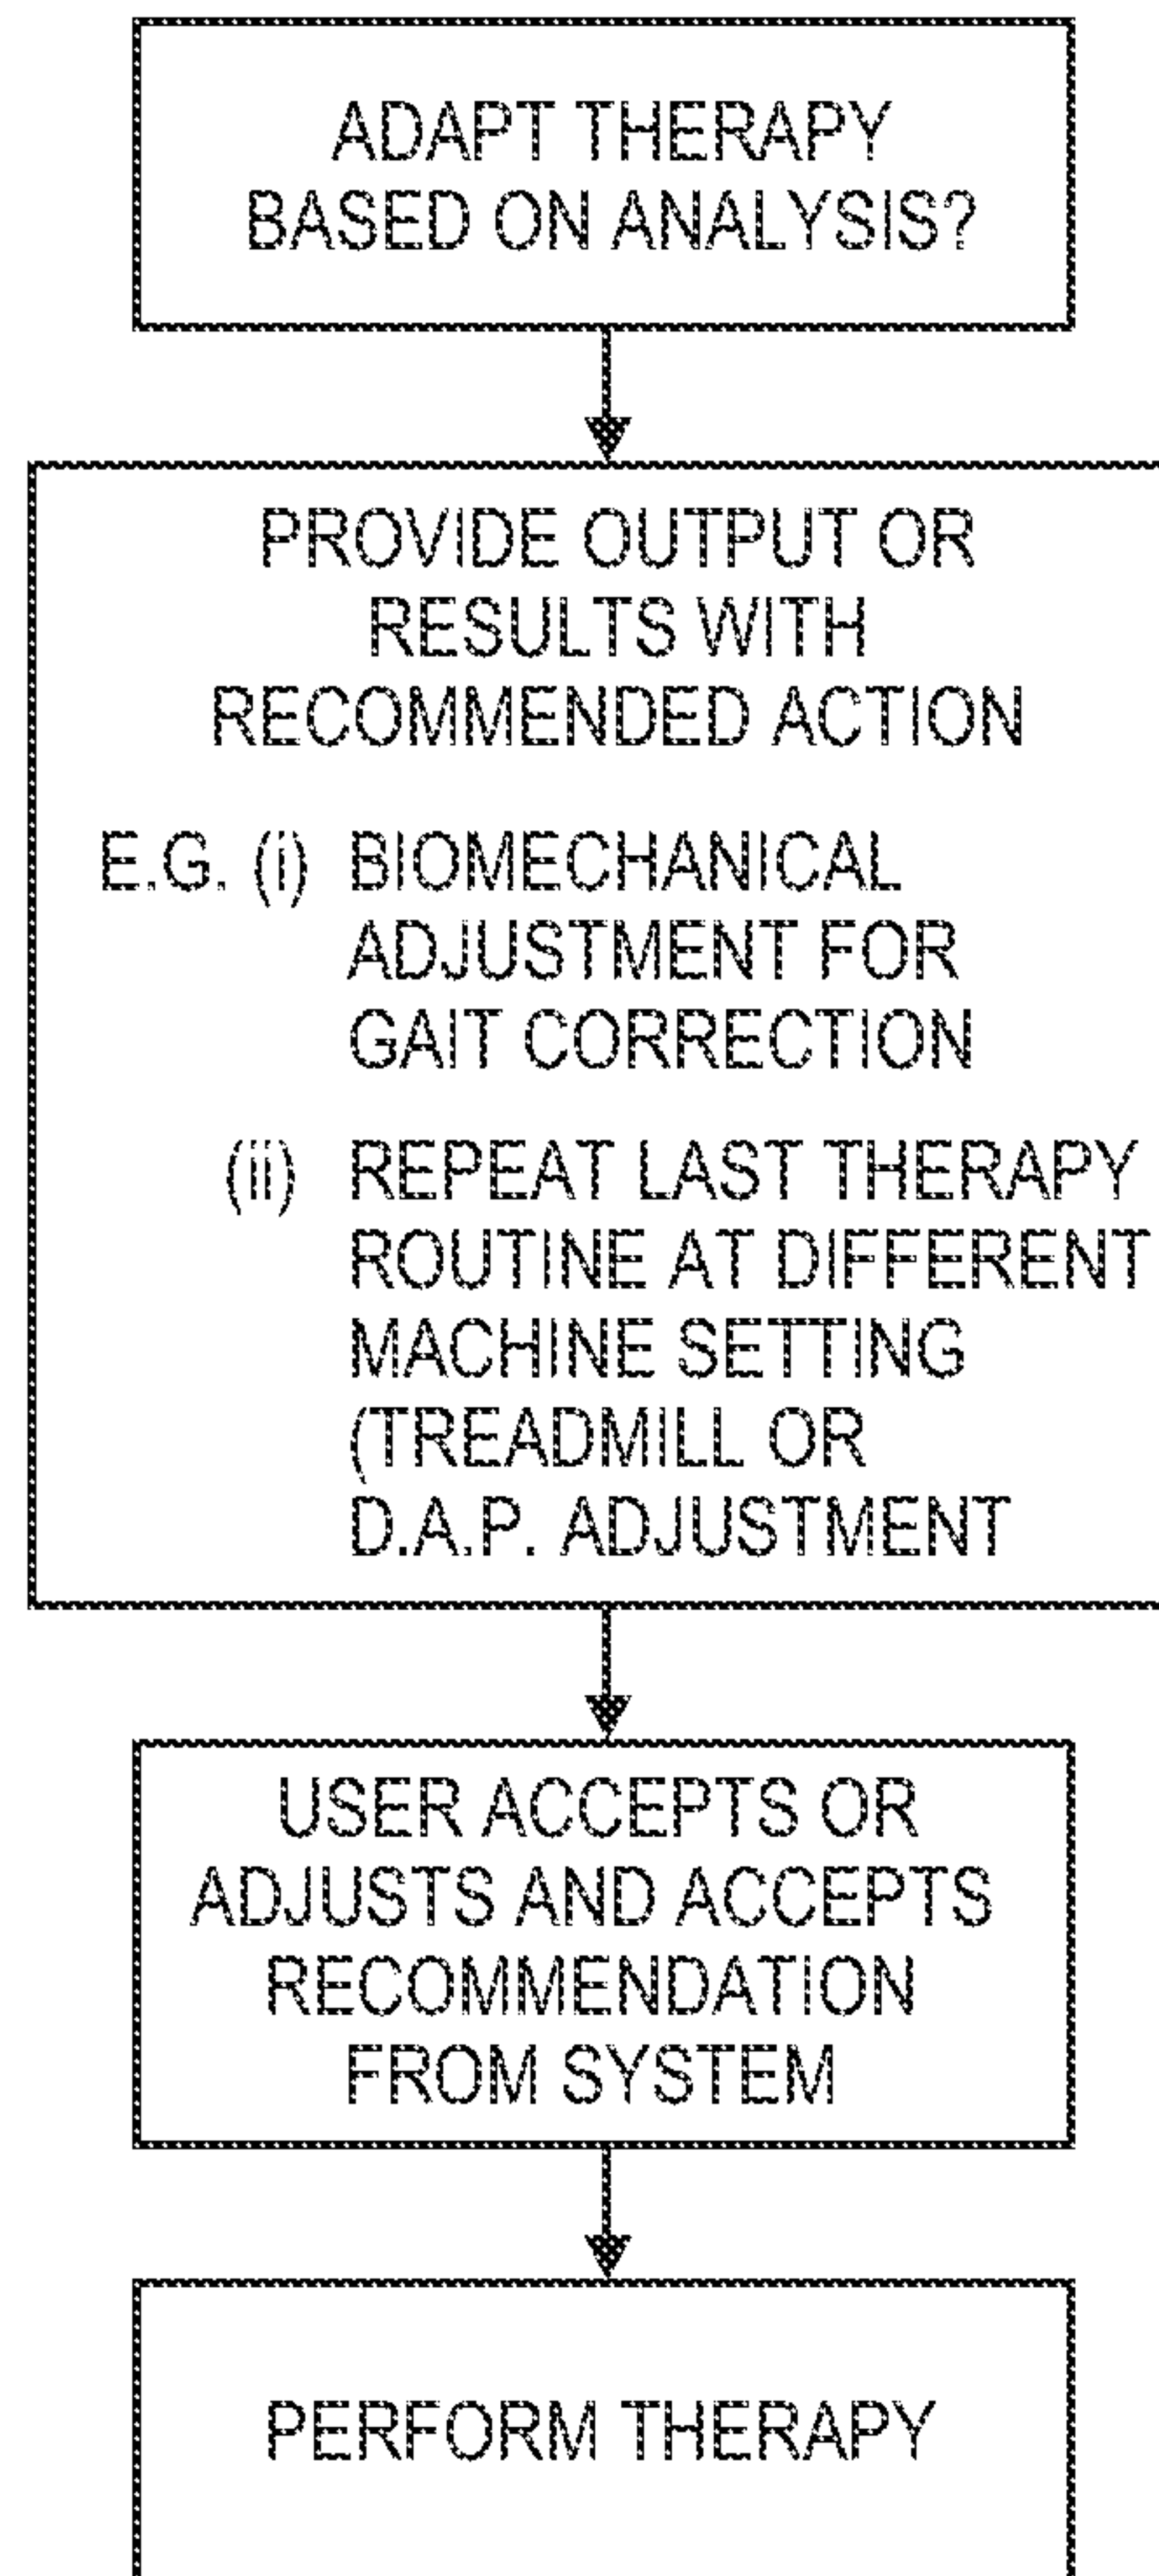 ADAPT THERAPY
BASED ON ANALYSIS?
PROVIDE OUTPUT OR
RESULTS WITH
RECOMMENDED ACTION
E.G. (i) BIOMECHANICAL
ADJUSTMENT FOR
GAIT CORRECTION
(ii) REPEAT LAST THERAPY
ROUTINE AT DIFFERENT
MACHINE SETTING
(TREADMILL OR
D.A.P. ADJUSTMENT
USER ACCEPTS OR
ADJUSTS AND ACCEPTS
RECOMMENDATION
FROM SYSTEM
PERFORM THERAPY